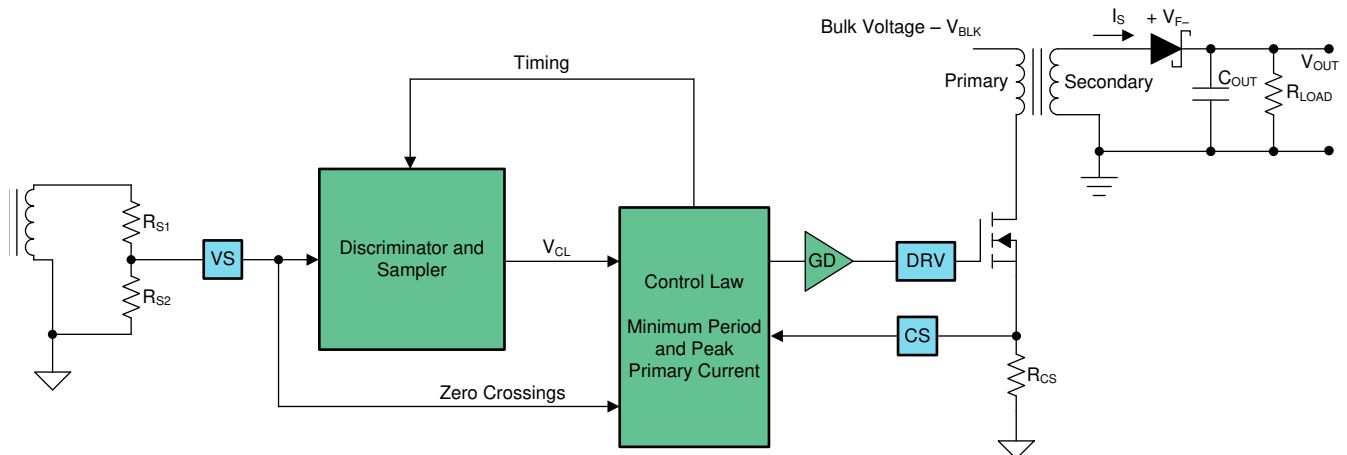 Bulk Voltage – VBLK
IS
+ VF–
VOUT
Timing
Primary
Secondary
COUT
RLOAD
RS1
VS
RS2
Discriminator and
Sampler
VCL
Control Law
Minimum Period
and Peak
Primary Current
GD
DRV
CS
RCS
Zero Crossings